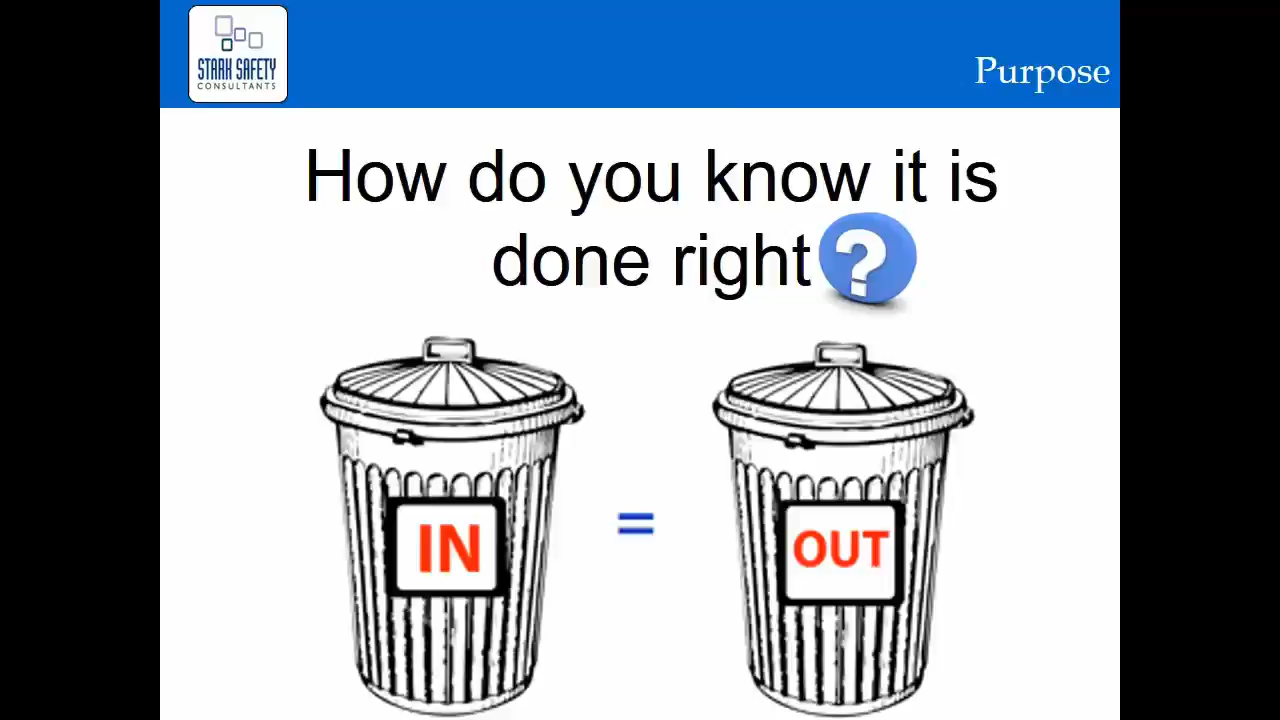 STARK SAFETY
CONSULTANTS
Purpose
How do you know it is
done right?
IN
=
OUT